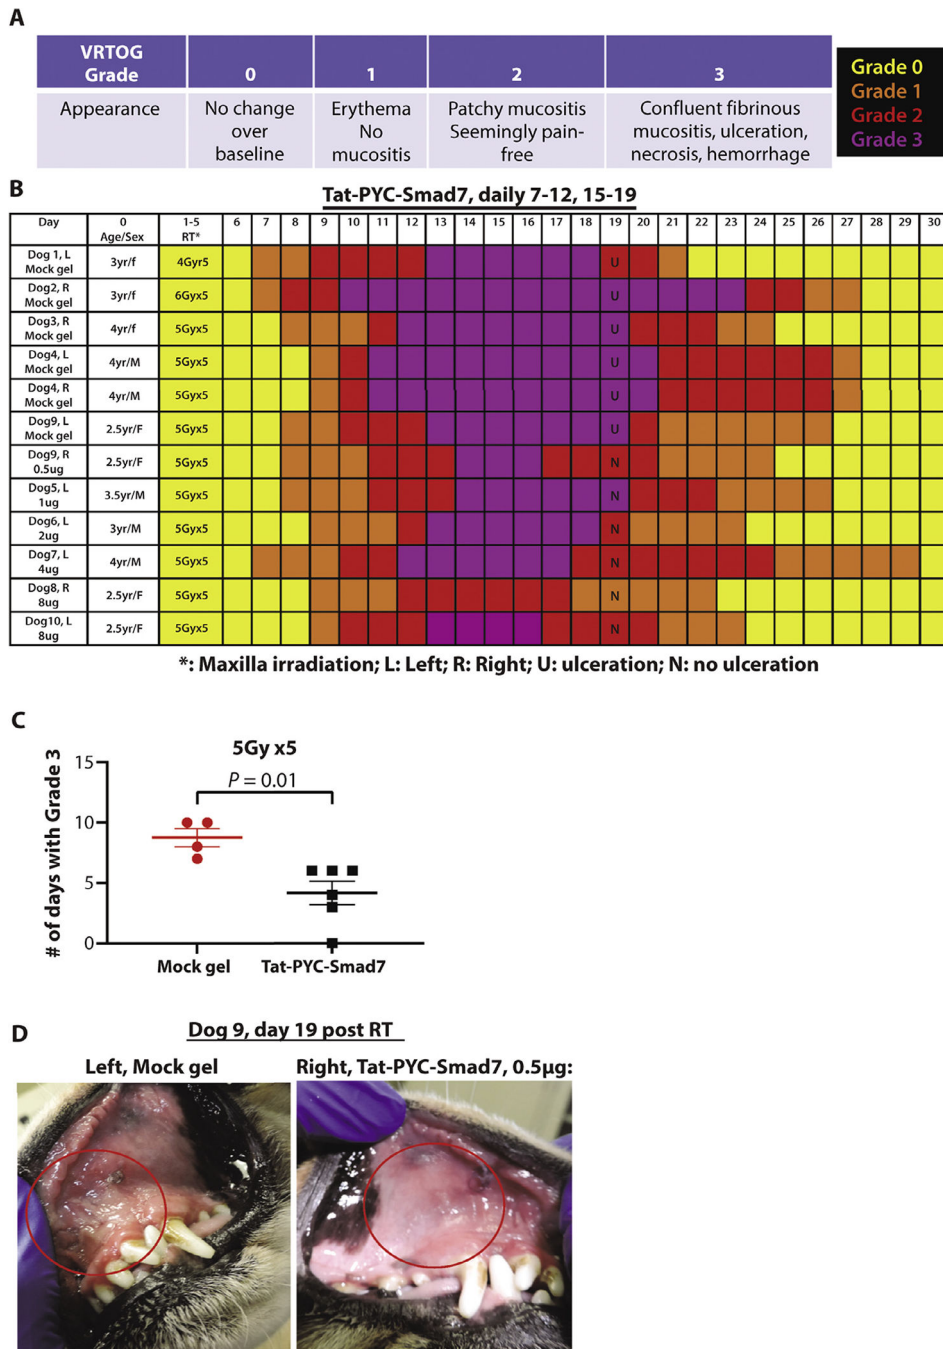 A
VRTOG
Grade
0
1
2
3
Appearance
No change
over
baseline
Erythema
No
mucositis
Patchy mucositis
Seemingly pain-
free
Confluent fibrinous
mucositis, ulceration,
necrosis, hemorrhage
Grade 0
Grade 1
Grade 2
Grade 3
B
Tat-PYC-Smad7, daily 7-12, 15-19
Day 0 1-5 6 7 8 9 10 11 12 13 14 15 16 17 18 19 20 21 22 23 24 25 26 27 28 29 30
Age/Sex RT*
Dog 1, L
Mock gel
3yr/f
4Gyr5
U
Dog2, R
Mock gel
3yr/f
6Gyx5
U
Dog3, R
Mock gel
4yr/f
5Gyx5
U
Dog4, L
Mock gel
4yr/M
5Gyx5
U
Dog4, R
Mock gel
4yr/M
5Gyx5
U
Dog9, L
Mock gel
2.5yr/F
5Gyx5
U
Dog9, R
0.5ug
2.5yr/F
5Gyx5
N
Dog5, L
1ug
3.5yr/M
5Gyx5
N
Dog6, L
2ug
3yr/M
5Gyx5
N
Dog7, L
4ug
4yr/M
5Gyx5
N
Dog8, R
8ug
2.5yr/F
5Gyx5
N
Dog10, L
8ug
2.5yr/F
5Gyx5
N
*: Maxilla irradiation; L: Left; R: Right; U: ulceration; N: no ulceration
C
5Gy x5
P = 0.01
# of days with Grade 3
15
10
5
0
Mock gel
Tat-PYC-Smad7
D
Dog 9, day 19 post RT
Left, Mock gel
Right, Tat-PYC-Smad7, 0.5µg: